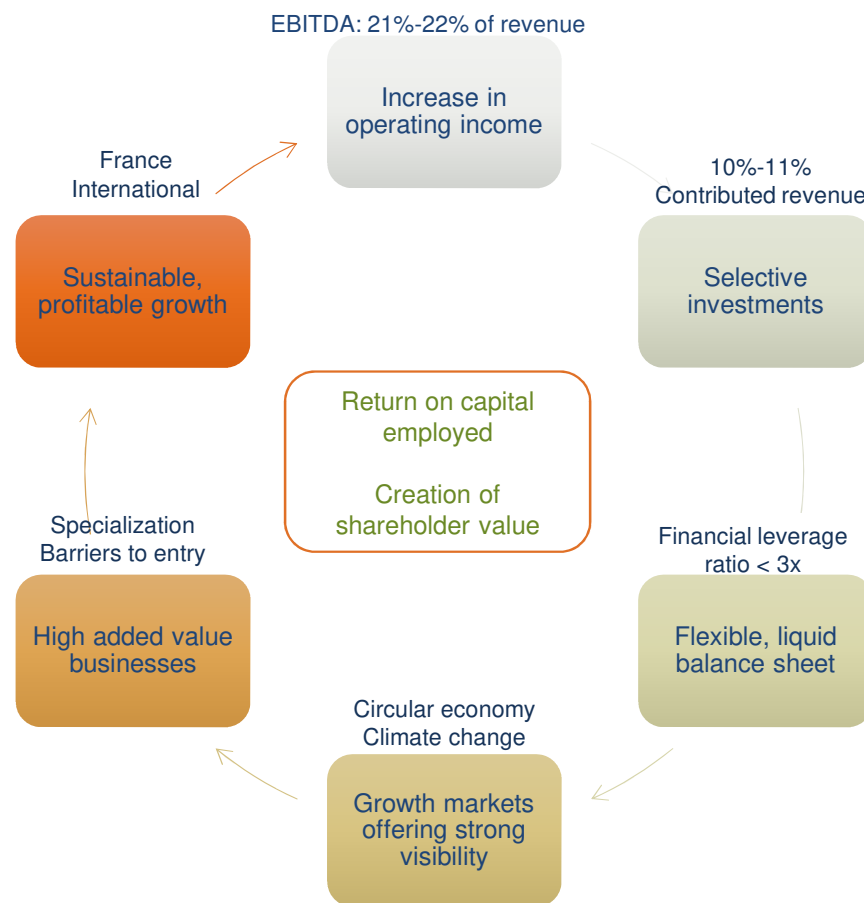 EBITDA: 21%-22% of revenue
Increase in
operating income
10%-11%
Contributed revenue
Selective
investments
Financial leverage
ratio < 3x
Flexible, liquid
balance sheet
Circular economy
Climate change
Growth markets
offering strong
visibility
Specialization
Barriers to entry
High added value
businesses
France
International
Sustainable,
profitable growth
Return on capital
employed
Creation of
shareholder value